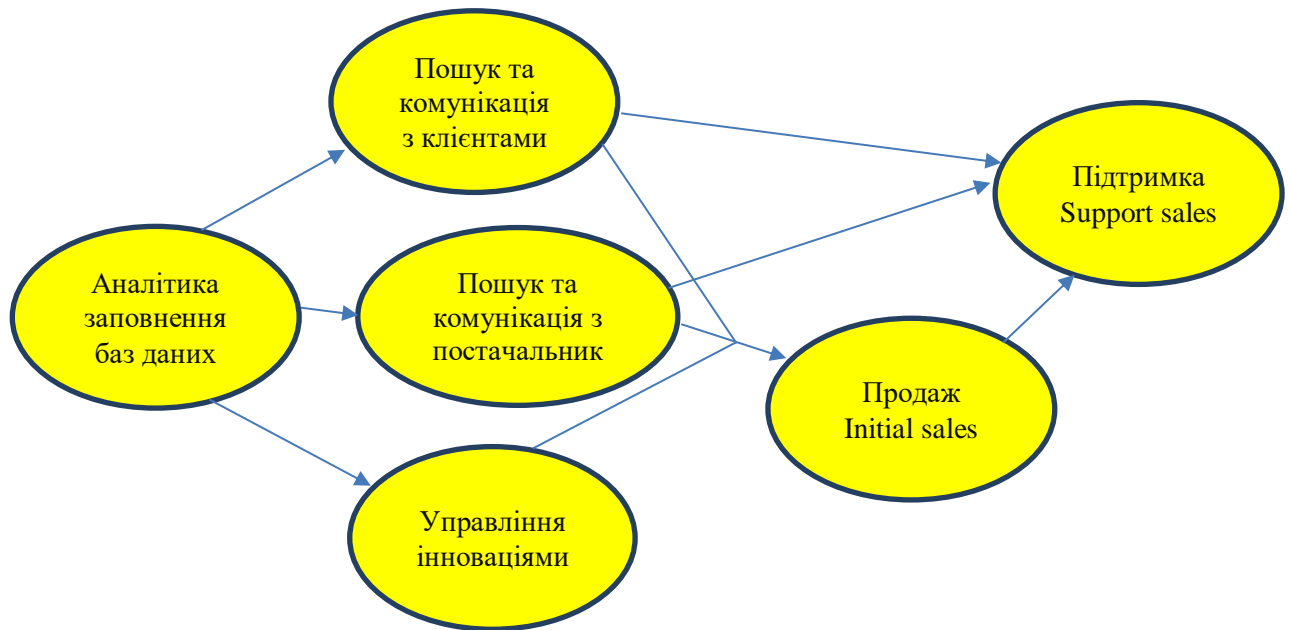 Пошук та
комунікація
з клієнтами
Підтримка
Support sales
Аналітика
заповнення
баз даних
Пошук та
комунікація з
постачальник
Продаж
Initial sales
Управління
інноваціями